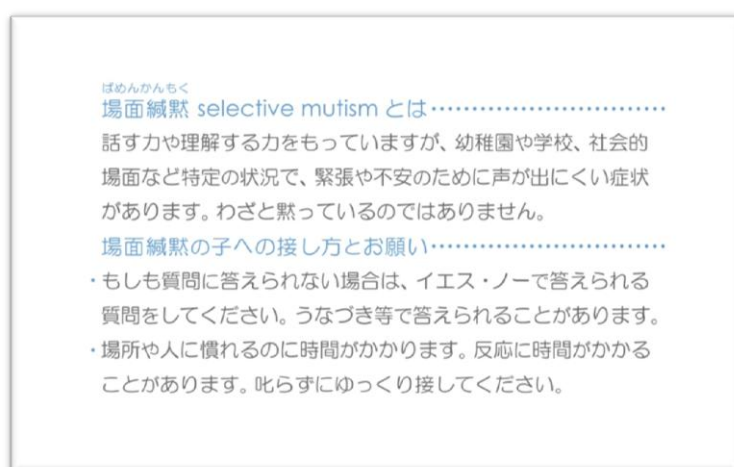 ばめんかんもく
場面緘黙 selective mutism とは
話す力や理解する力をもっていますが、幼稚園や学校、社会的
場面など特定の状況で、緊張や不安のために声が出にくい症状
があります。わざと黙っているのではありません。
場面緘黙の子への接し方とお願い
・もしも質問に答えられない場合は、イエス・ノーで答えられる
質問をしてください。うなづき等で答えられることがあります。
・場所や人に慣れるのに時間がかかります。反応に時間がかかる
ことがあります。叱らずにゆっくり接してください。